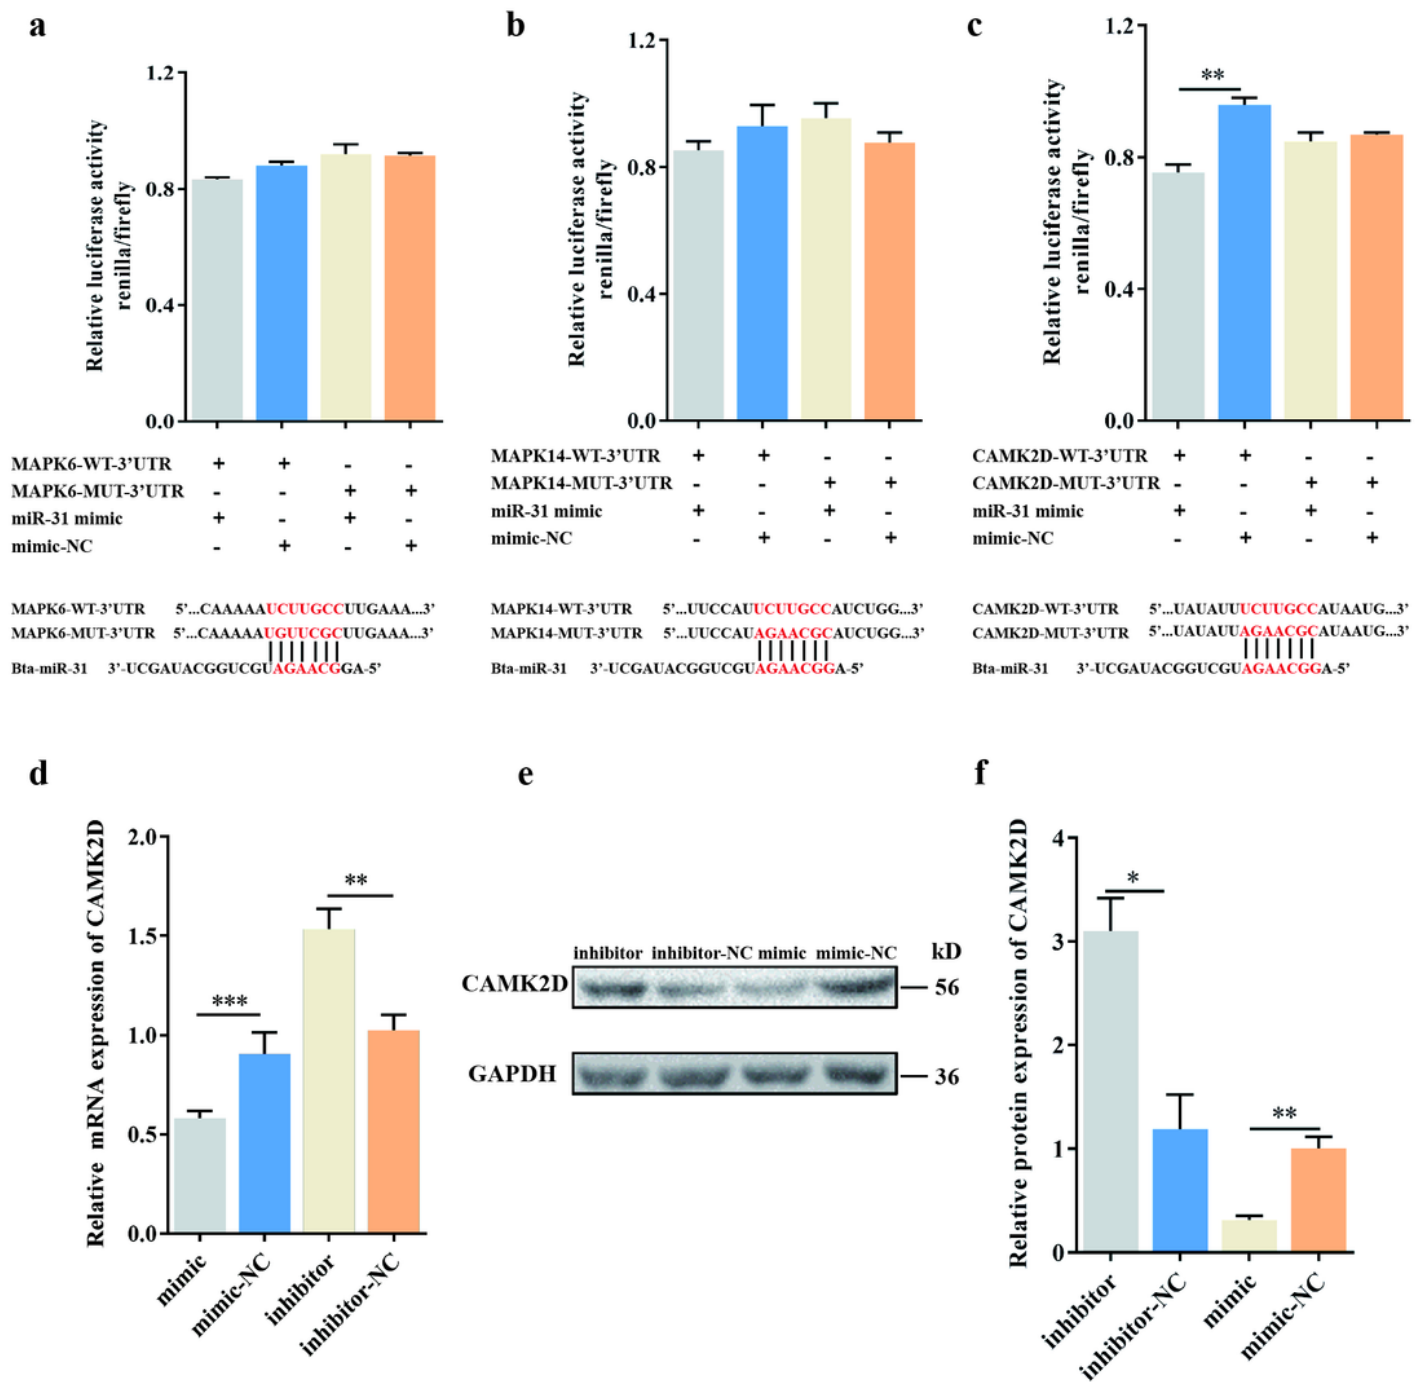 a
1.2
0.8
0.4
0.0
Relative luciferase activity
renilla/firefly
MAPK6-WT-3’UTR + + - -
MAPK6-MUT-3’UTR - - + +
miR-31 mimic + - + -
mimic-NC - + - +
MAPK6-WT-3’UTR 5’...CAAAAAUCUUGCCUUGAAA...3’
MAPK6-MUT-3’UTR 5’...CAAAAAUGUUCGCUUGAAA...3’
Bta-miR-31 3’-UCGAUACGGUCGUAGAACGGA-5’
b
1.2
0.8
0.4
0.0
Relative luciferase activity
renilla/firefly
MAPK14-WT-3’UTR + + - -
MAPK14-MUT-3’UTR - - + +
miR-31 mimic + - + -
mimic-NC - + - +
MAPK14-WT-3’UTR 5’...UUCCAUUCUUGCCAUCUGG...3’
MAPK14-MUT-3’UTR 5’...UUCCAUAGAACGCAUCUGG...3’
Bta-miR-31 3’-UCGAUACGGUCGUAGAACGGA-5’
c
1.2
0.8
0.4
0.0
Relative luciferase activity
renilla/firefly
**
CAMK2D-WT-3’UTR + + - -
CAMK2D-MUT-3’UTR - - + +
miR-31 mimic + - + -
mimic-NC - + - +
CAMK2D-WT-3’UTR 5’...UAUAUUUCUUGCCAUAAUG...3’
CAMK2D-MUT-3’UTR 5’...UAUAUUAGAACGCAUAAUG...3’
Bta-miR-31 3’-UCGAUACGGUCGUAGAACGGA-5’
d
2.0
1.5
1.0
0.5
0.0
Relative mRNA expression of CAMK2D
***
**
mimic
mimic-NC
inhibitor
inhibitor-NC
e
inhibitor inhibitor-NC mimic mimic-NC kD
CAMK2D 56
GAPDH 36
f
4
3
2
1
0
Relative protein expression of CAMK2D
*
**
inhibitor
inhibitor-NC
mimic
mimic-NC